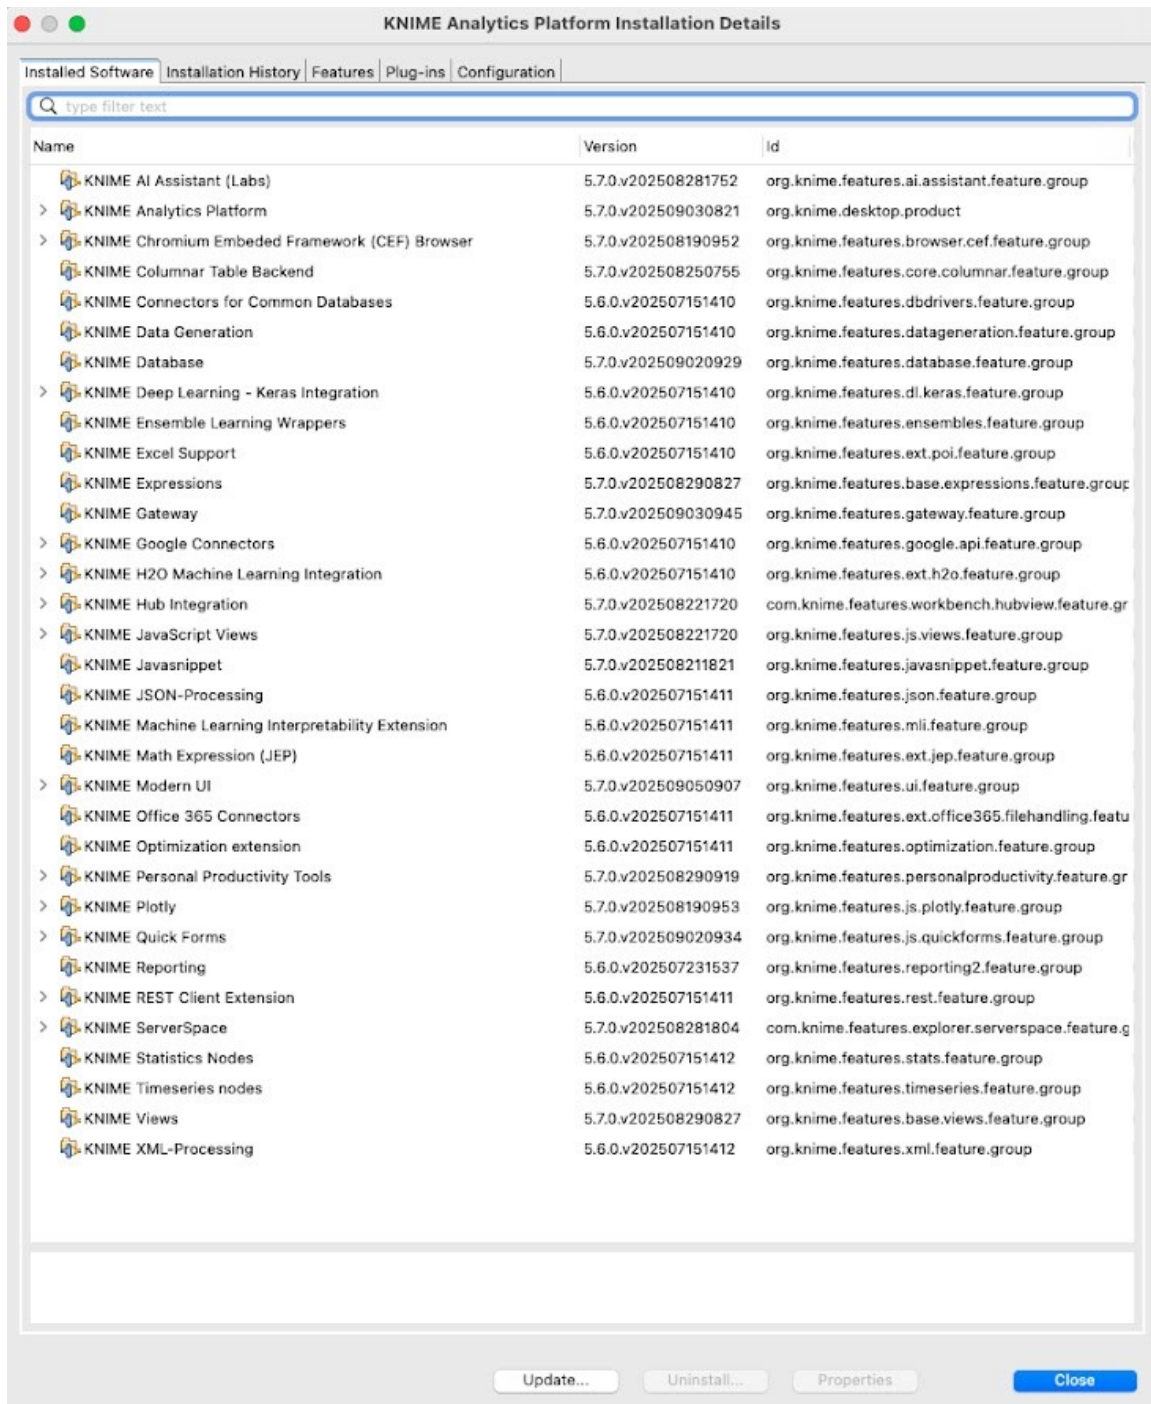 KNIME Analytics Platform Installation Details
Installed Software Installation History Features Plug-ins Configuration
type filter text
Name Version Id
KNIME AI Assistant (Labs) 5.7.0.v202508281752 org.knime.features.ai.assistant.feature.group
KNIME Analytics Platform 5.7.0.v202509030821 org.knime.desktop.product
KNIME Chromium Embeded Framework (CEF) Browser 5.7.0.v202508190952 org.knime.features.browser.cef.feature.group
KNIME Columnar Table Backend 5.7.0.v202508250755 org.knime.features.core.columnar.feature.group
KNIME Connectors for Common Databases 5.6.0.v202507151410 org.knime.features.dbdrivers.feature.group
KNIME Data Generation 5.6.0.v202507151410 org.knime.features.datageneration.feature.group
KNIME Database 5.7.0.v202509020929 org.knime.features.database.feature.group
KNIME Deep Learning - Keras Integration 5.6.0.v202507151410 org.knime.features.dl.keras.feature.group
KNIME Ensemble Learning Wrappers 5.6.0.v202507151410 org.knime.features.ensembles.feature.group
KNIME Excel Support 5.6.0.v202507151410 org.knime.features.ext.poi.feature.group
KNIME Expressions 5.7.0.v202508290827 org.knime.features.base.expressions.feature.group
KNIME Gateway 5.7.0.v202509030945 org.knime.features.gateway.feature.group
KNIME Google Connectors 5.6.0.v202507151410 org.knime.features.google.api.feature.group
KNIME H2O Machine Learning Integration 5.6.0.v202507151410 org.knime.features.ext.h2o.feature.group
KNIME Hub Integration 5.7.0.v202508221720 com.knime.features.workbench.hubview.feature.gr
KNIME JavaScript Views 5.7.0.v202508221720 org.knime.features.js.views.feature.group
KNIME Javasnippet 5.7.0.v202508211821 org.knime.features.javasnippet.feature.group
KNIME JSON-Processing 5.6.0.v202507151411 org.knime.features.json.feature.group
KNIME Machine Learning Interpretability Extension 5.6.0.v202507151411 org.knime.features.mli.feature.group
KNIME Math Expression (JEP) 5.6.0.v202507151411 org.knime.features.ext.jep.feature.group
KNIME Modern UI 5.7.0.v202509050907 org.knime.features.ui.feature.group
KNIME Office 365 Connectors 5.6.0.v202507151411 org.knime.features.ext.office365.filehandling.featu
KNIME Optimization extension 5.6.0.v202507151411 org.knime.features.optimization.feature.group
KNIME Personal Productivity Tools 5.7.0.v202508290919 org.knime.features.personalproductivity.feature.gr
KNIME Plotly 5.7.0.v202508190953 org.knime.features.js.plotly.feature.group
KNIME Quick Forms 5.7.0.v202509020934 org.knime.features.js.quickforms.feature.group
KNIME Reporting 5.6.0.v202507231537 org.knime.features.reporting2.feature.group
KNIME REST Client Extension 5.6.0.v202507151411 org.knime.features.rest.feature.group
KNIME ServerSpace 5.7.0.v202508281804 com.knime.features.explorer.serverspace.feature.g
KNIME Statistics Nodes 5.6.0.v202507151412 org.knime.features.stats.feature.group
KNIME Timeseries nodes 5.6.0.v202507151412 org.knime.features.timeseries.feature.group
KNIME Views 5.7.0.v202508290827 org.knime.features.base.views.feature.group
KNIME XML-Processing 5.6.0.v202507151412 org.knime.features.xml.feature.group
Update... Uninstall... Properties Close